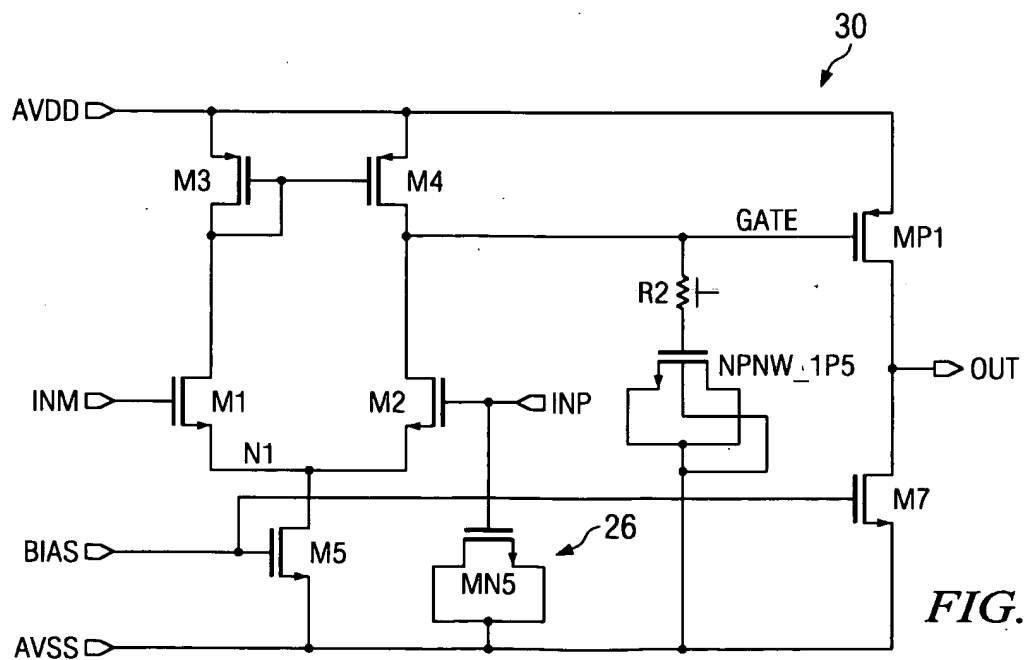 30
AVDD
M3
M4
GATE
MP1
R2
NPNW_1P5
OUT
INM
M1
M2
INP
N1
M7
BIAS
M5
26
MN5
AVSS
FIG.